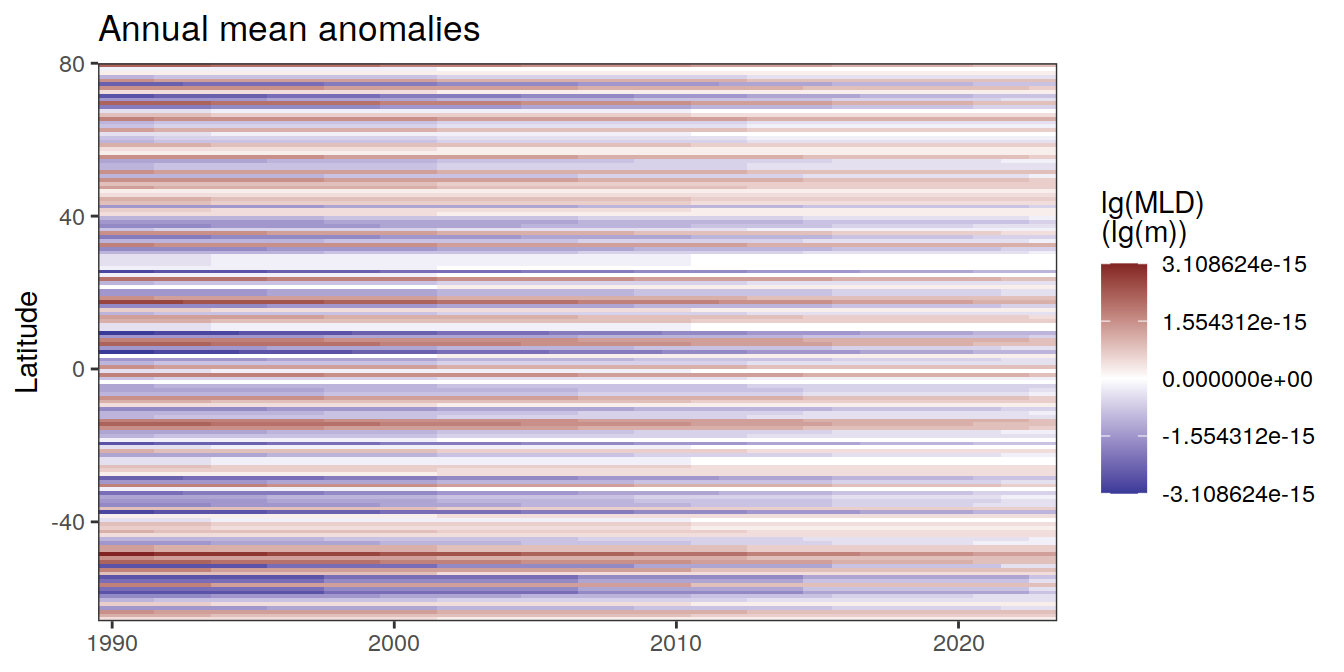 Annual mean anomalies
80
40
0
-40
Latitude
1990
2000
2010
2020
lg(MLD)
(lg(m))
3.108624e-15
1.554312e-15
0.000000e+00
-1.554312e-15
-3.108624e-15